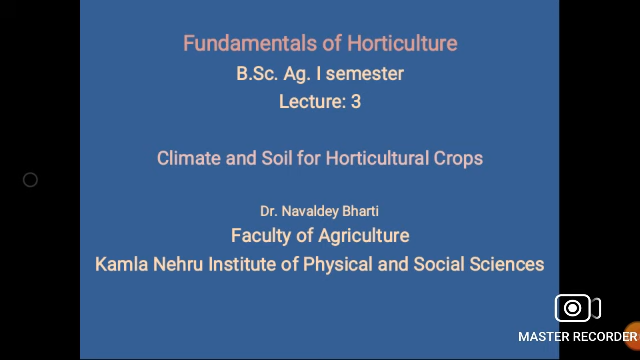 Fundamentals of Horticulture
B.Sc. Ag. I semester
Lecture: 3
Climate and Soil for Horticultural Crops
Dr. Navaldey Bharti
Faculty of Agriculture
Kamla Nehru Institute of Physical and Social Sciences
MASTER RECORDER